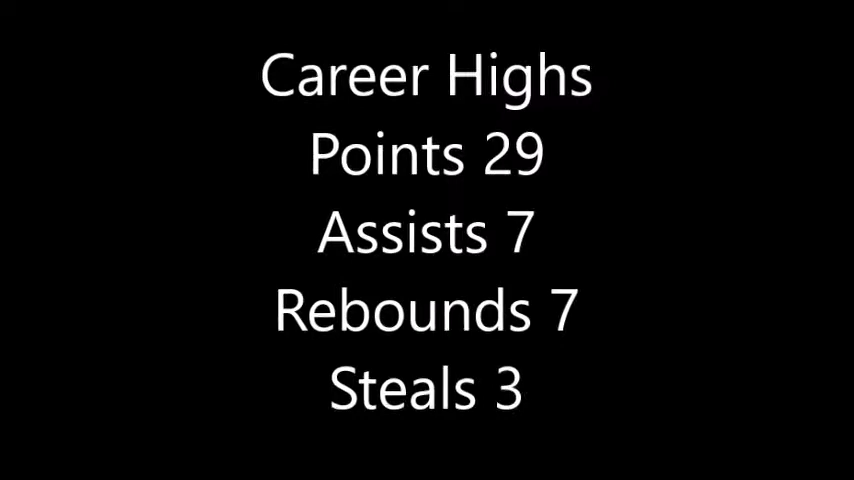 Career Highs
Points 29
Assists 7
Rebounds 7
Steals 3